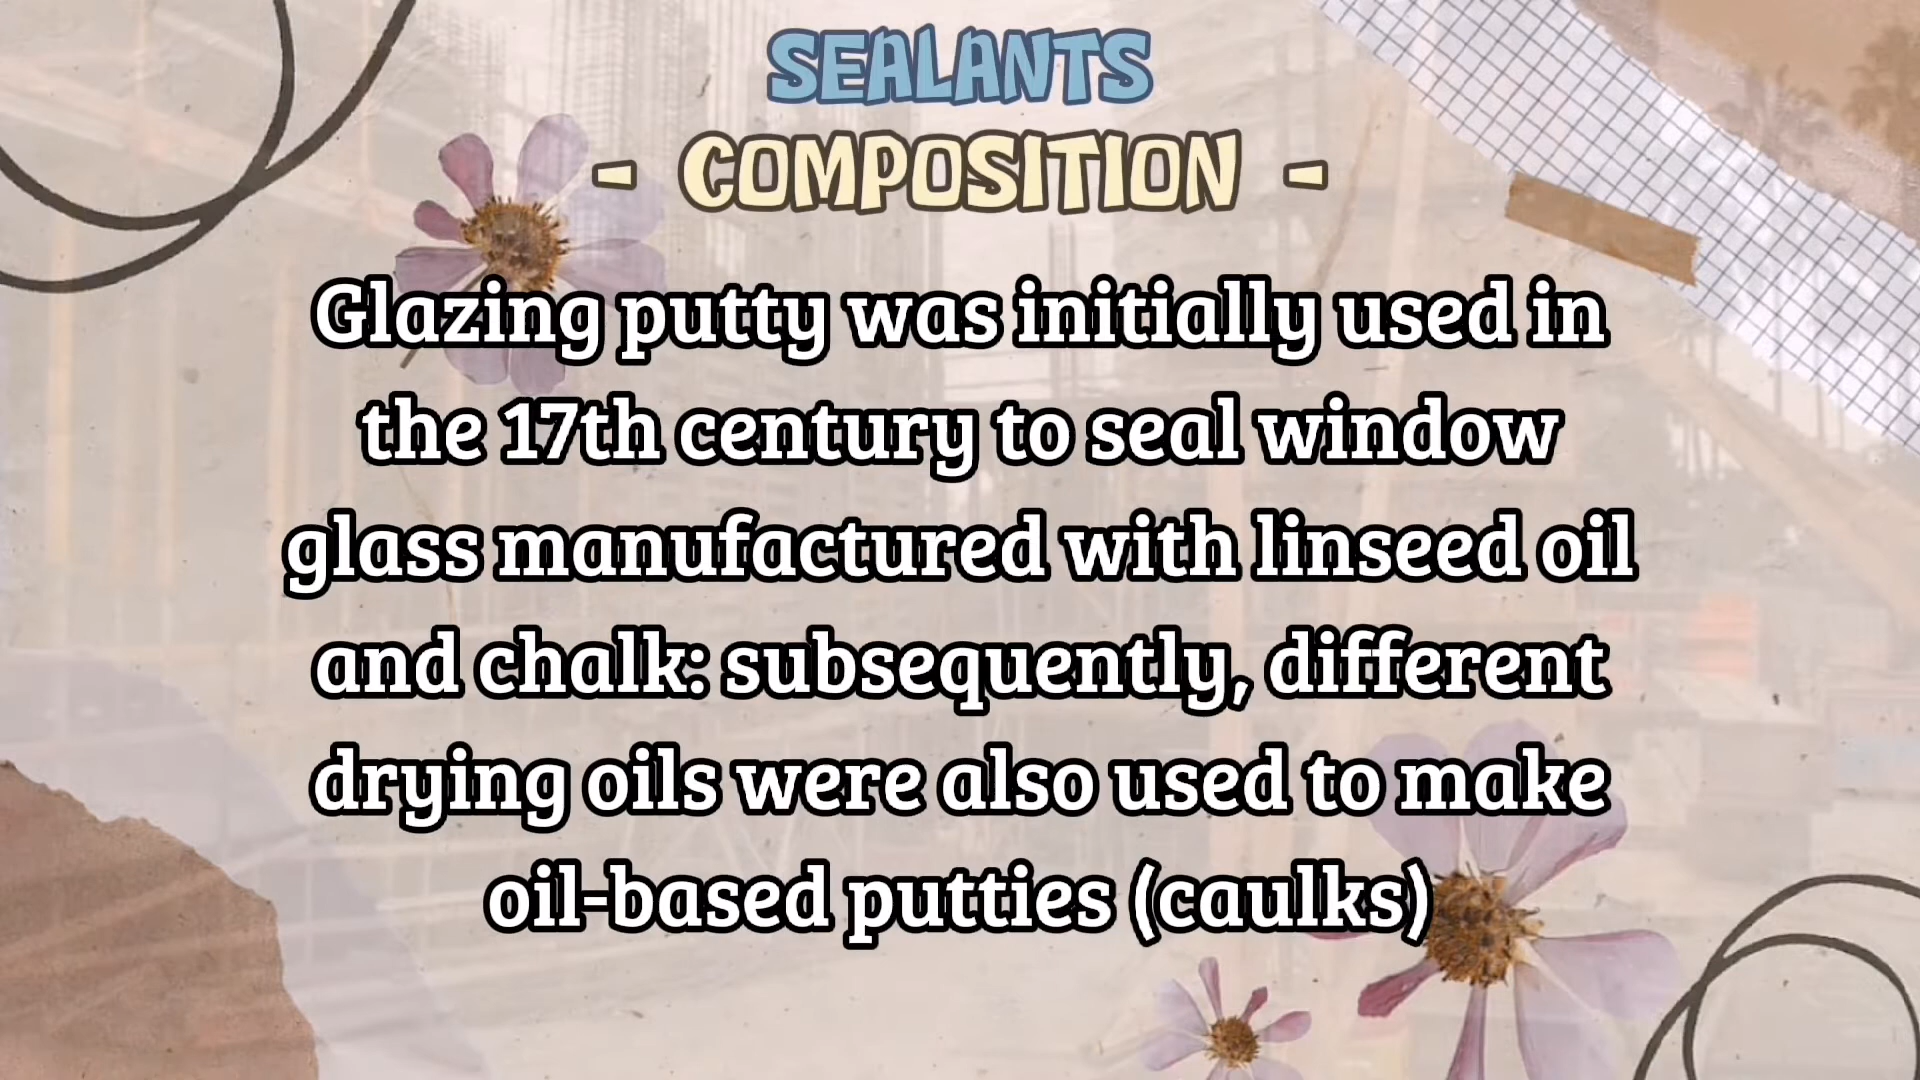 SEALANTS
- COMPOSITION -
Glazing putty was initially used in
the 17th century to seal window
glass manufactured with linseed oil
and chalk: subsequently, different
drying oils were also used to make
oil-based putties (caulks)